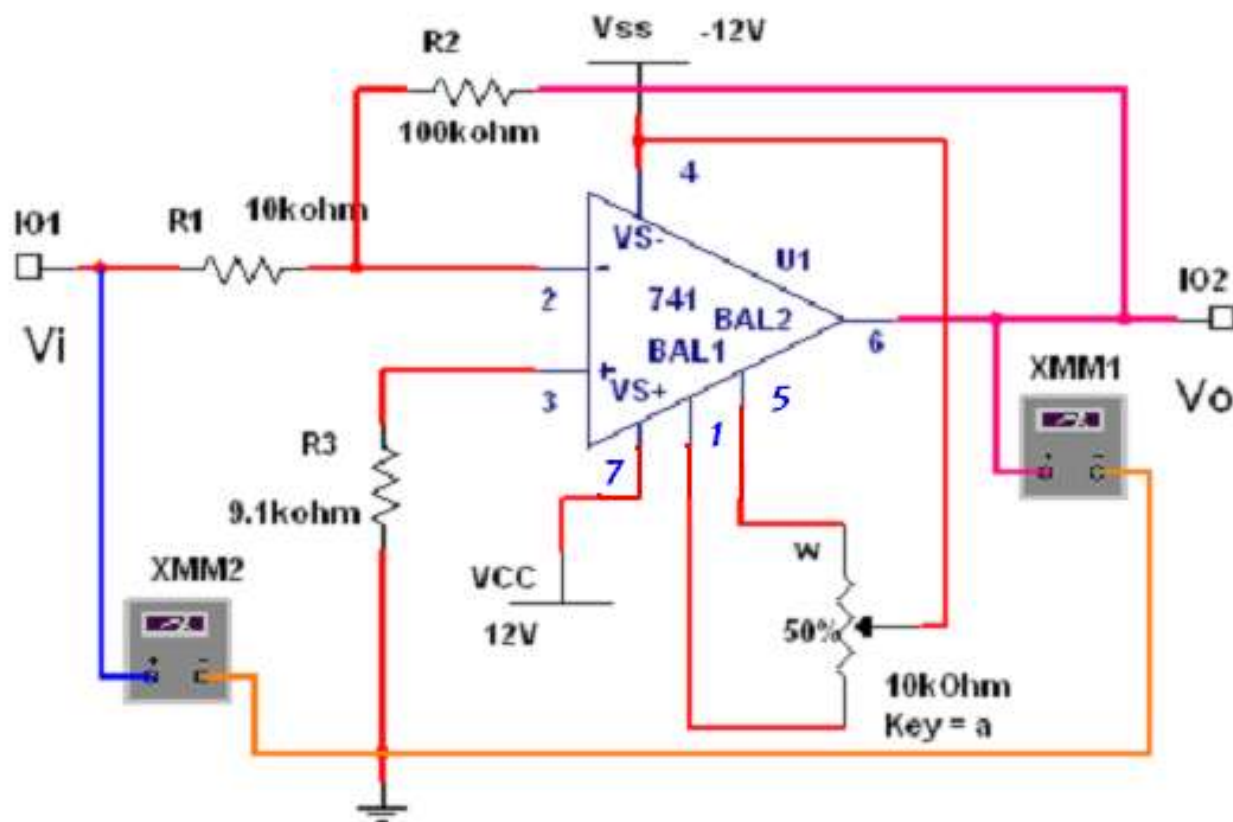 Vss -12V
R2
100kohm
4
IO1
R1
10kohm
VS-
U1
IO2
-
2
741
BAL2
Vi
BAL1
6
+
VS+
XMM1
3
5
Vo
1
R3
7
9.1kohm
w
XMM2
VCC
50%
12V
10kOhm
Key = a